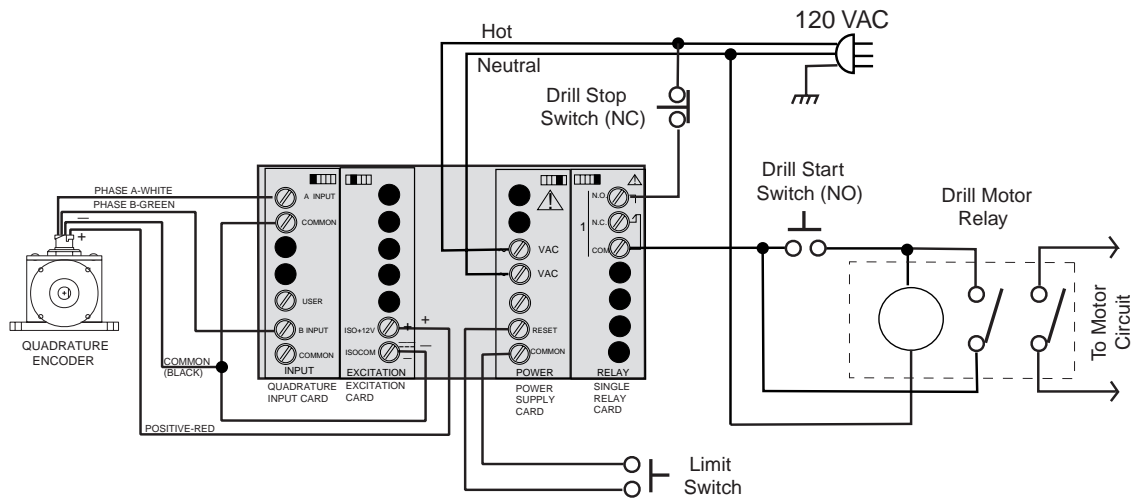 120 VAC
Hot
Neutral
Drill Stop
Switch (NC)
Drill Start
Switch (NO)
Drill Motor
Relay
To Motor
Circuit
PHASE A-WHITE
PHASE B-GREEN
–
+
QUADRATURE
ENCODER
COMMON
(BLACK)
POSITIVE-RED
A INPUT
COMMON
USER
B INPUT
COMMON
INPUT
QUADRATURE
INPUT CARD
ISO+12V
+
+
ISOCOM
–
–
EXCITATION
EXCITATION
CARD
VAC
VAC
RESET
COMMON
POWER
POWER
SUPPLY
CARD
1
N.O.
N.C.
COM
RELAY
SINGLE
RELAY
CARD
Limit
Switch